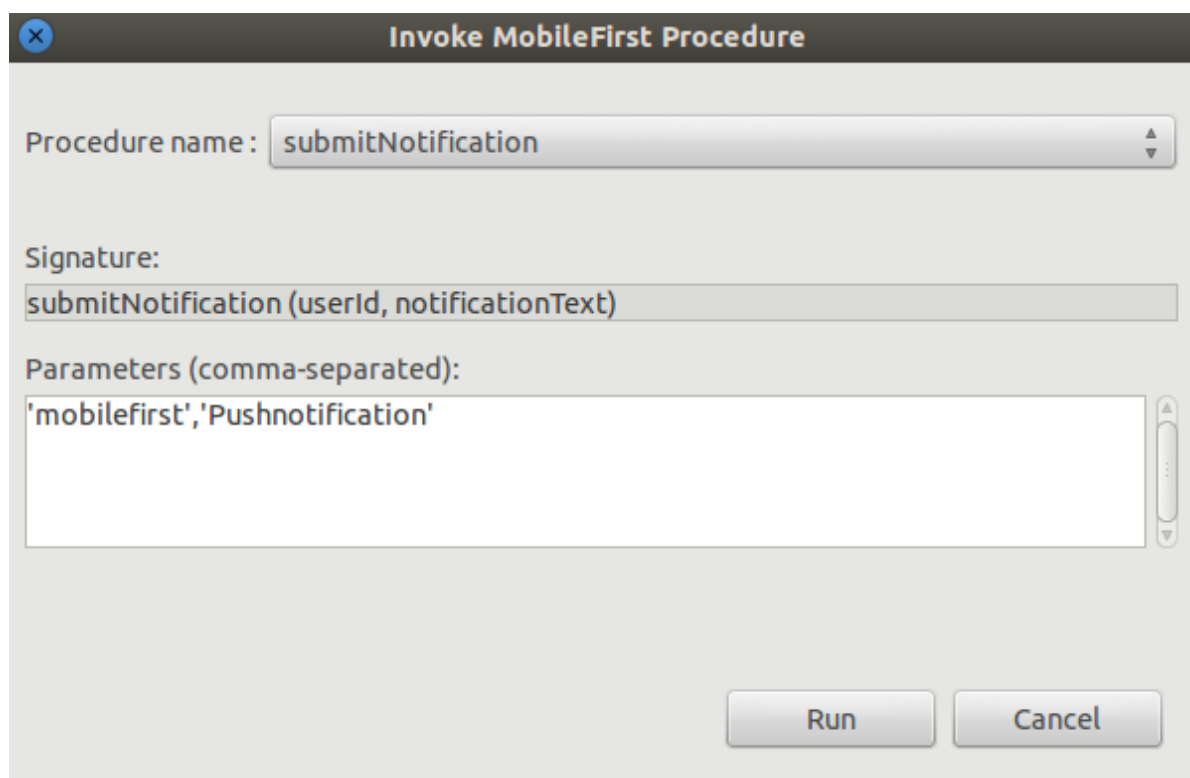 Invoke MobileFirst Procedure
Procedure name : submitNotification
Signature:
submitNotification (userId, notificationText)
Parameters (comma-separated):
'mobilefirst','Pushnotification'
Run Cancel